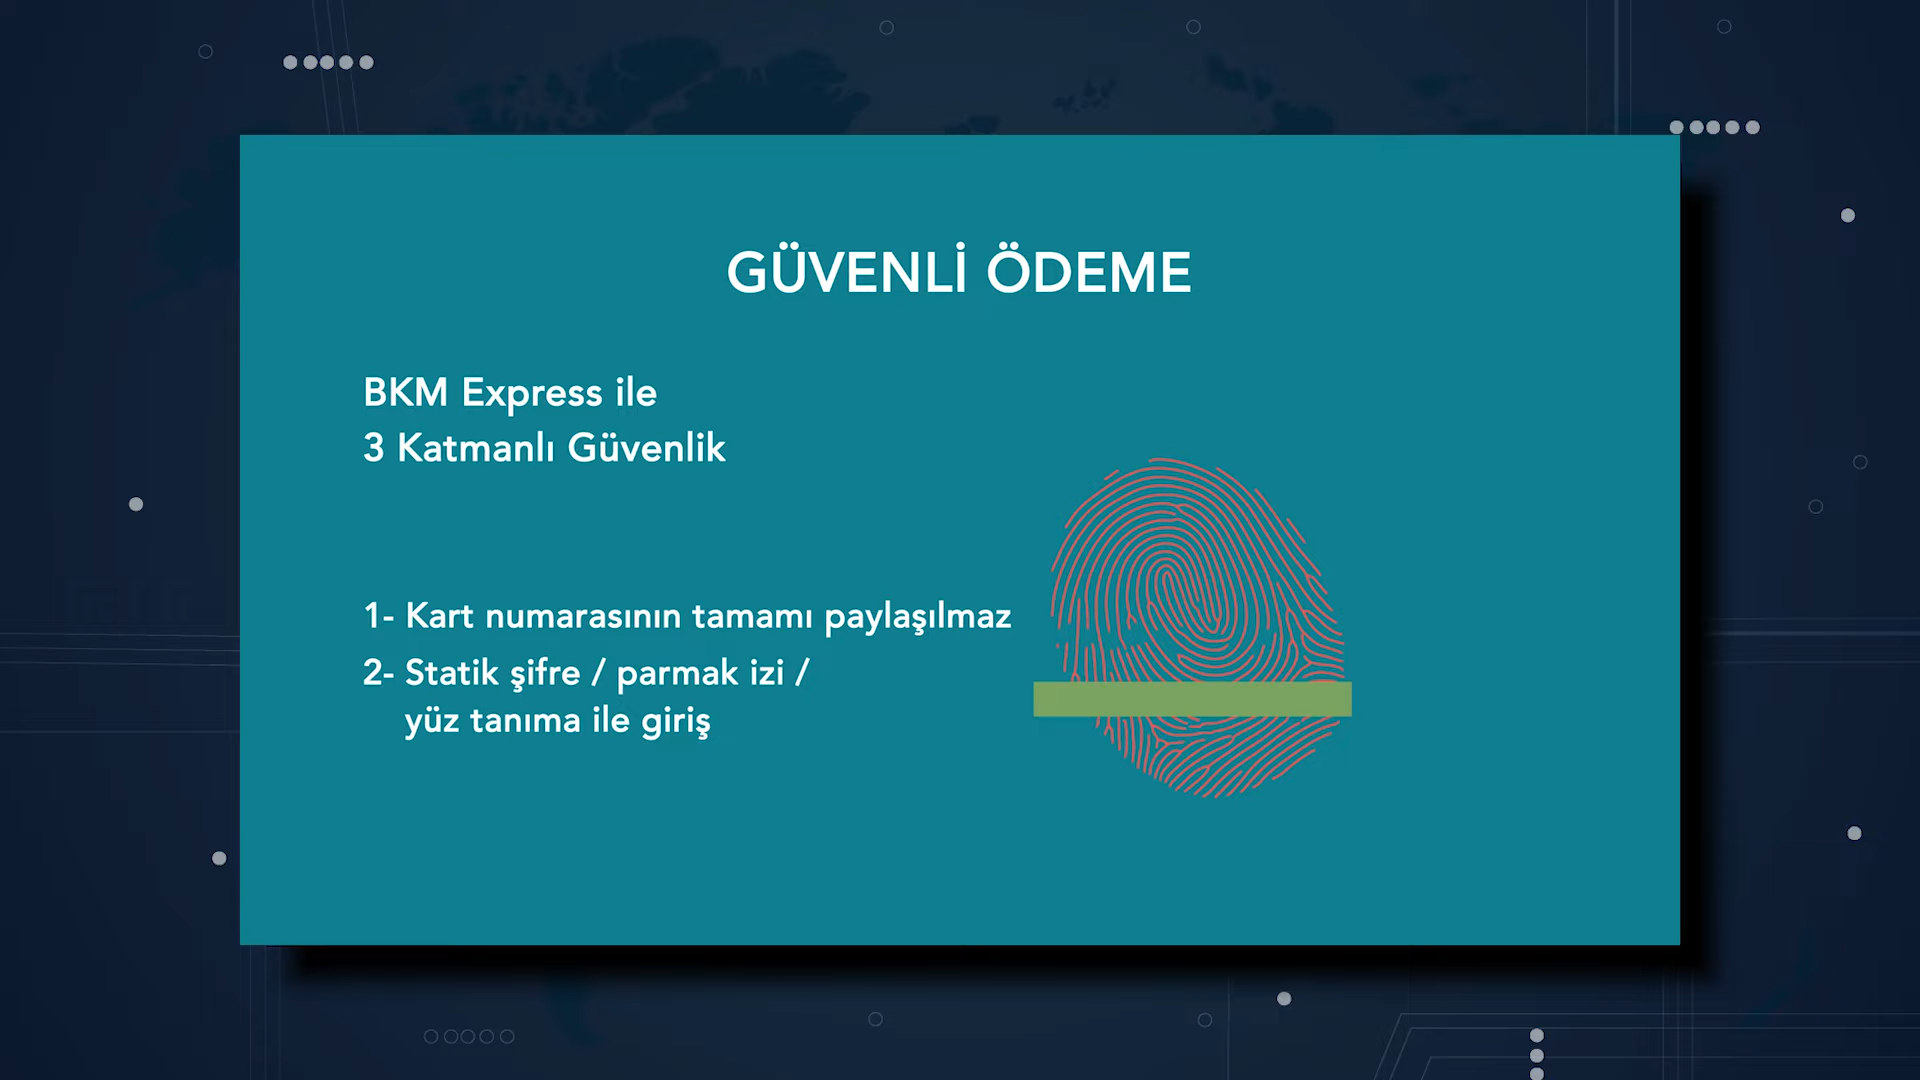 GÜVENLİ ÖDEME
BKM Express ile
3 Katmanlı Güvenlik
1- Kart numarasının tamamı paylaşılmaz
2- Statik şifre / parmak izi /
yüz tanıma ile giriş